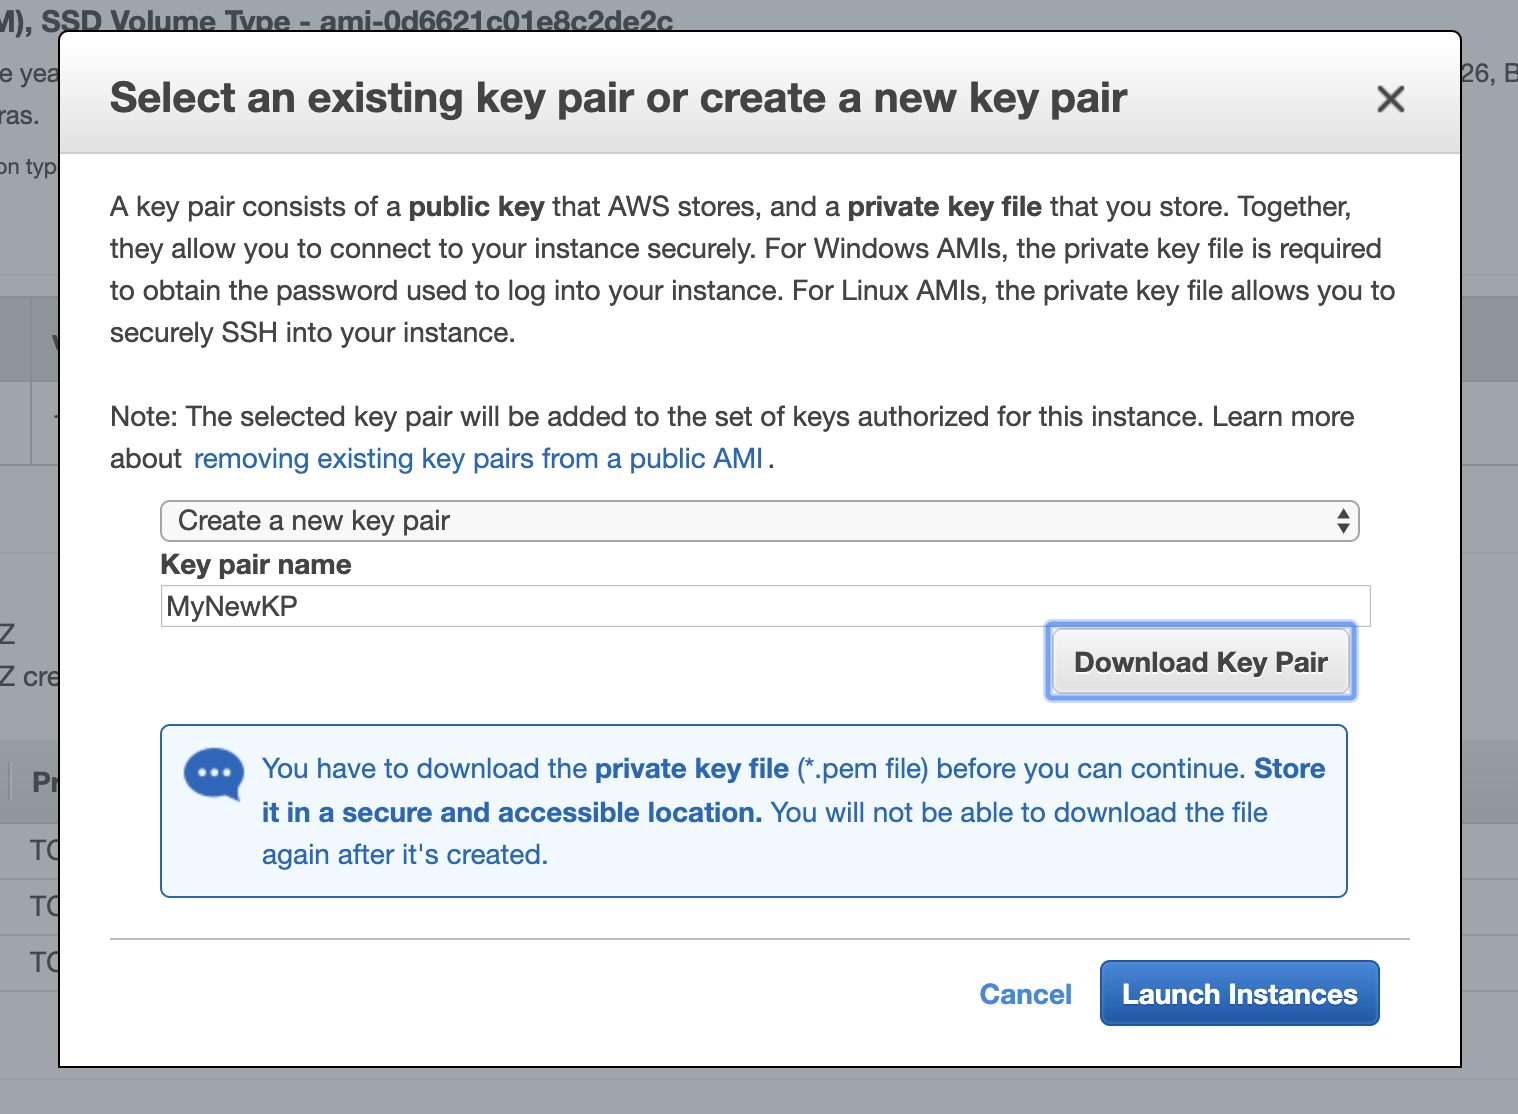 M), SSD Volume Type - ami-0d6621c01e8c2de2c
e yea
26, B
ras.
on type
Select an existing key pair or create a new key pair
A key pair consists of a public key that AWS stores, and a private key file that you store. Together,
they allow you to connect to your instance securely. For Windows AMIs, the private key file is required
to obtain the password used to log into your instance. For Linux AMIs, the private key file allows you to
securely SSH into your instance.
Note: The selected key pair will be added to the set of keys authorized for this instance. Learn more
about removing existing key pairs from a public AMI.
Create a new key pair
Key pair name
MyNewKP
Z
Download Key Pair
Z cre
You have to download the private key file (*.pem file) before you can continue. Store
it in a secure and accessible location. You will not be able to download the file
again after it's created.
Pr
TC
TC
TC
Cancel
Launch Instances